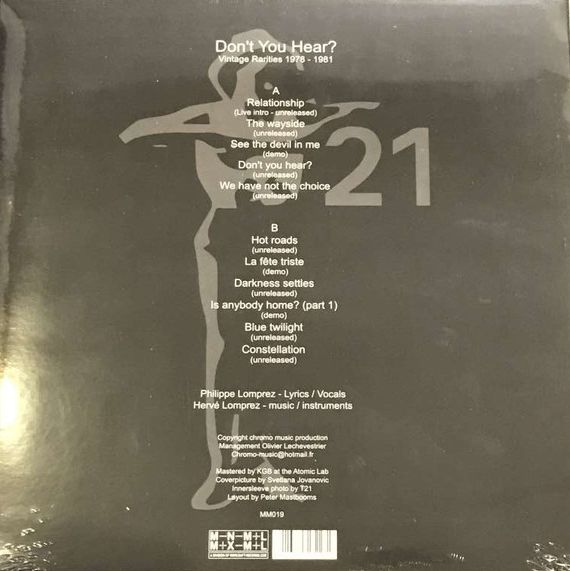 Don't You Hear?
Vintage Rarities 1978 - 1981
A
Relationship
(Live intro - unreleased)
The wayside
(unreleased)
See the devil in me
(demo)
Don't you hear?
(unreleased)
We have not the choice
(unreleased)
21
B
Hot roads
(unreleased)
La fête triste
(demo)
Darkness settles
(unreleased)
Is anybody home? (part 1)
(demo)
Blue twilight
(unreleased)
Constellation
(unreleased)
Philippe Lomprez - Lyrics / Vocals
Hervé Lomprez - music / instruments
Copyright chromo music production
Management Olivier Lechevestrier
Chromo-music@hotmail.fr
Mastered by KGB at the Atomic Lab
Coverpicture by Svetlana Jovanovic
Innersleeve photo by T21
Layout by Peter Mastbooms
MM019
M—N—M—L
M+X—M—L